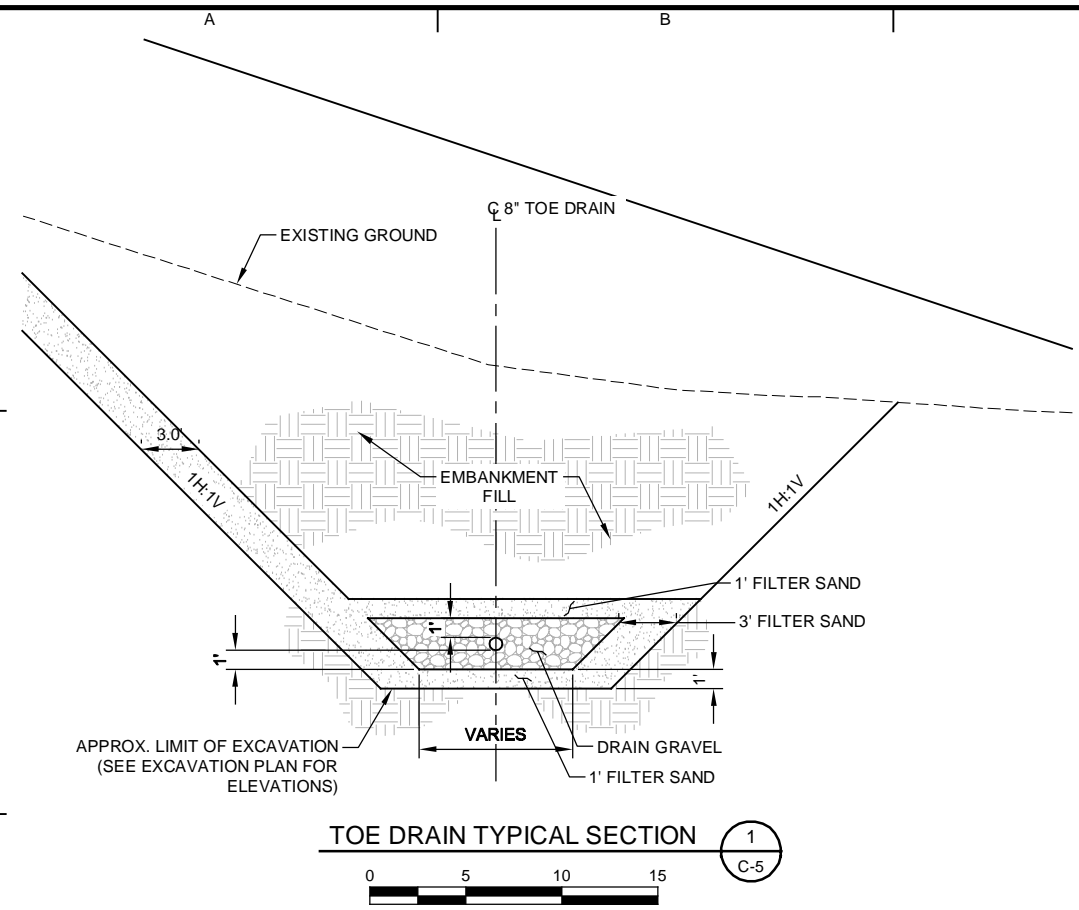 A
B
℄ 8" TOE DRAIN
EXISTING GROUND
3.0'
1H:1V
EMBANKMENT
FILL
1H:1V
1' FILTER SAND
1'
3' FILTER SAND
1'
1'
VARIES
APPROX. LIMIT OF EXCAVATION
(SEE EXCAVATION PLAN FOR
ELEVATIONS)
DRAIN GRAVEL
1' FILTER SAND
TOE DRAIN TYPICAL SECTION
1
C-5
0 5 10 15